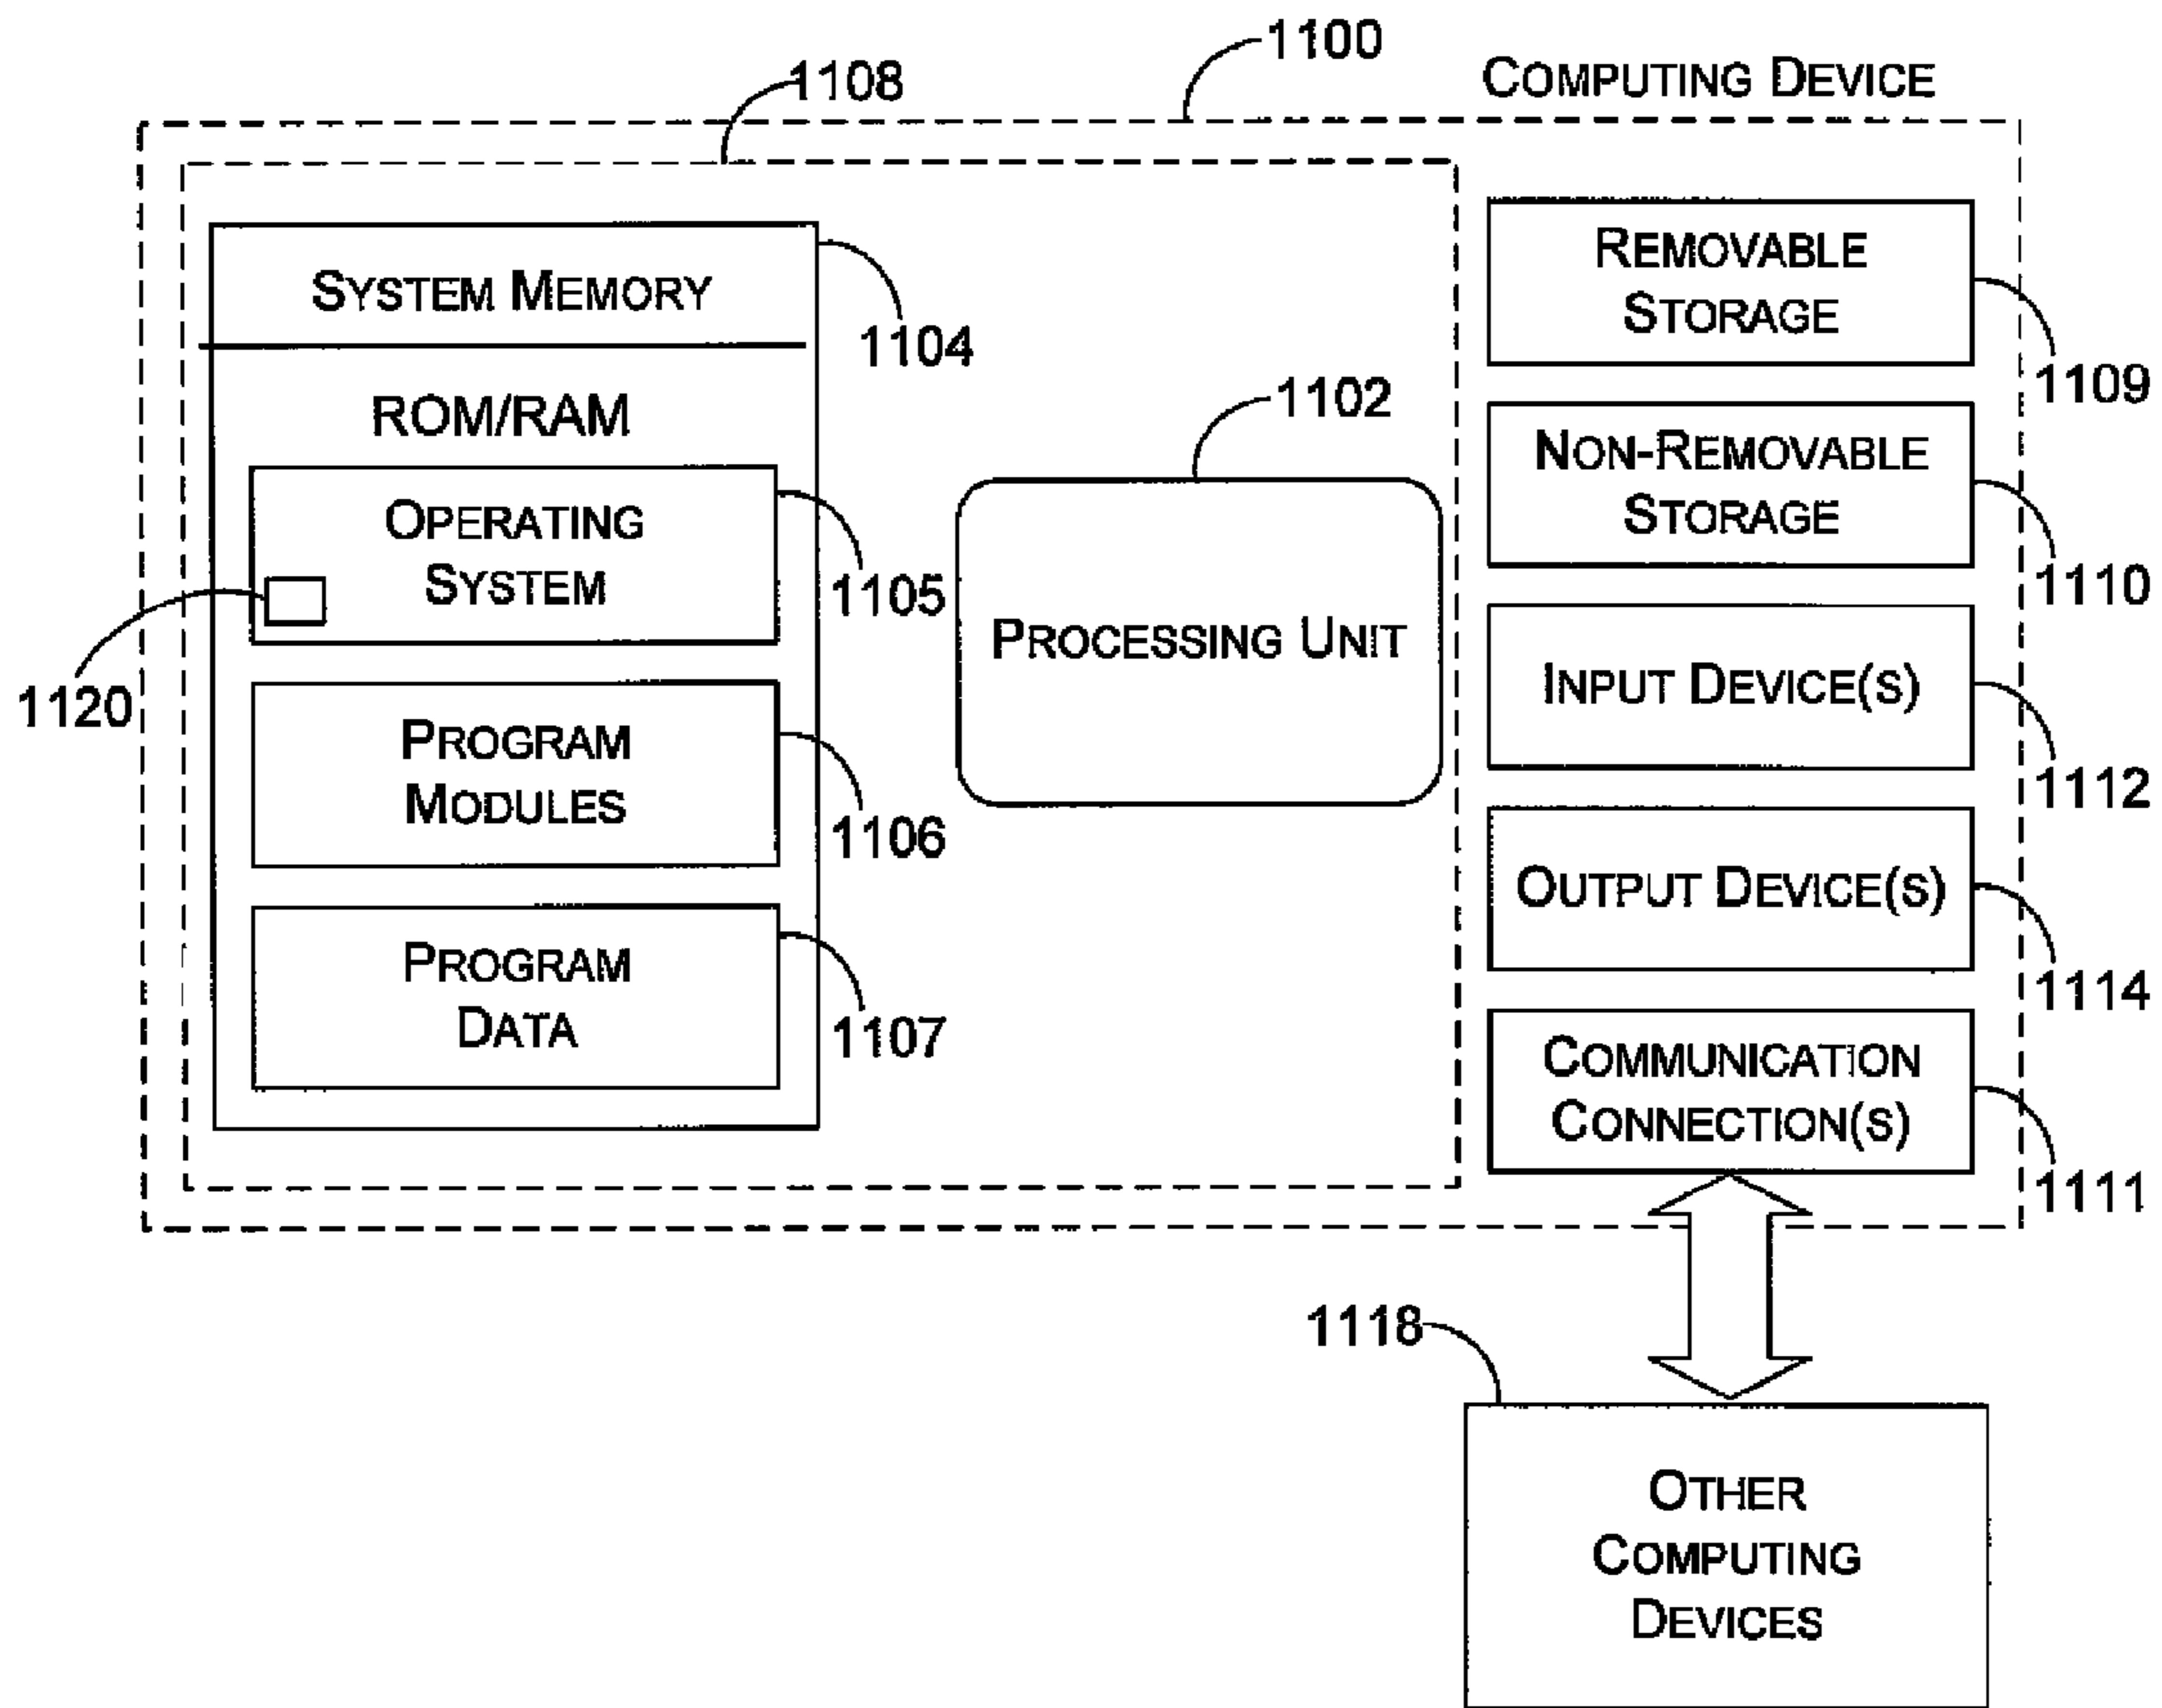 1100
COMPUTING DEVICE
1108
SYSTEM MEMORY
1104
ROM/RAM
OPERATING
SYSTEM
1105
1120
PROGRAM
MODULES
1106
PROGRAM
DATA
1107
1102
PROCESSING UNIT
REMOVABLE
STORAGE
1109
NON-REMOVABLE
STORAGE
1110
INPUT DEVICE(S)
1112
OUTPUT DEVICE(S)
1114
COMMUNICATION
CONNECTION(S)
1111
1118
OTHER
COMPUTING
DEVICES